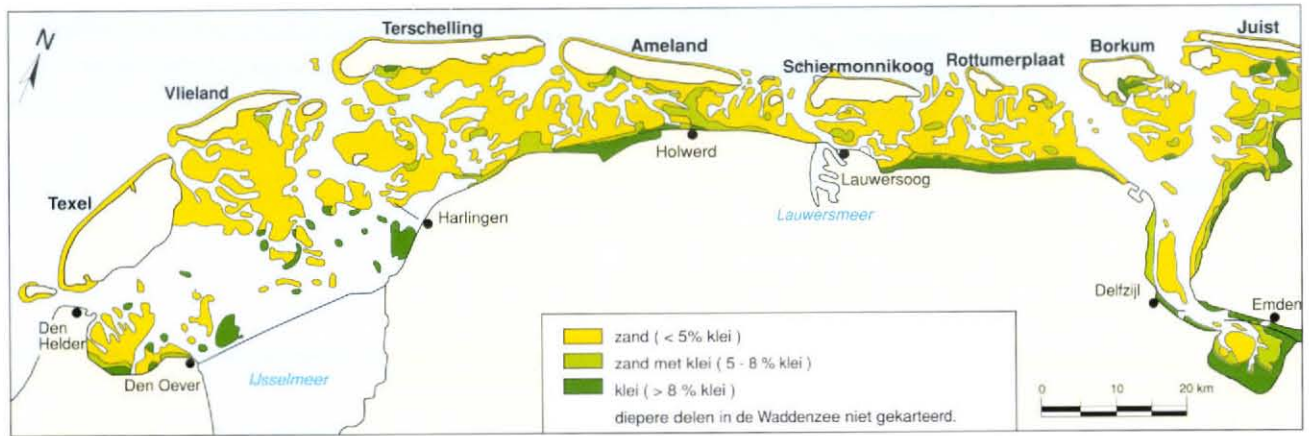 N
Terschelling
Ameland
Schiermonnikoog
Rottumerplaat
Borkum
Juist
Vlieland
Texel
Holwerd
Lauwersoog
Lauwersmeer
Harlingen
Den
Helder
Den Oever
IJsselmeer
Delfzijl
Emden
zand ( < 5% klei )
zand met klei ( 5 - 8 % klei )
klei ( > 8 % klei )
diepere delen in de Waddenzee niet gekarteerd.
0 10 20 km